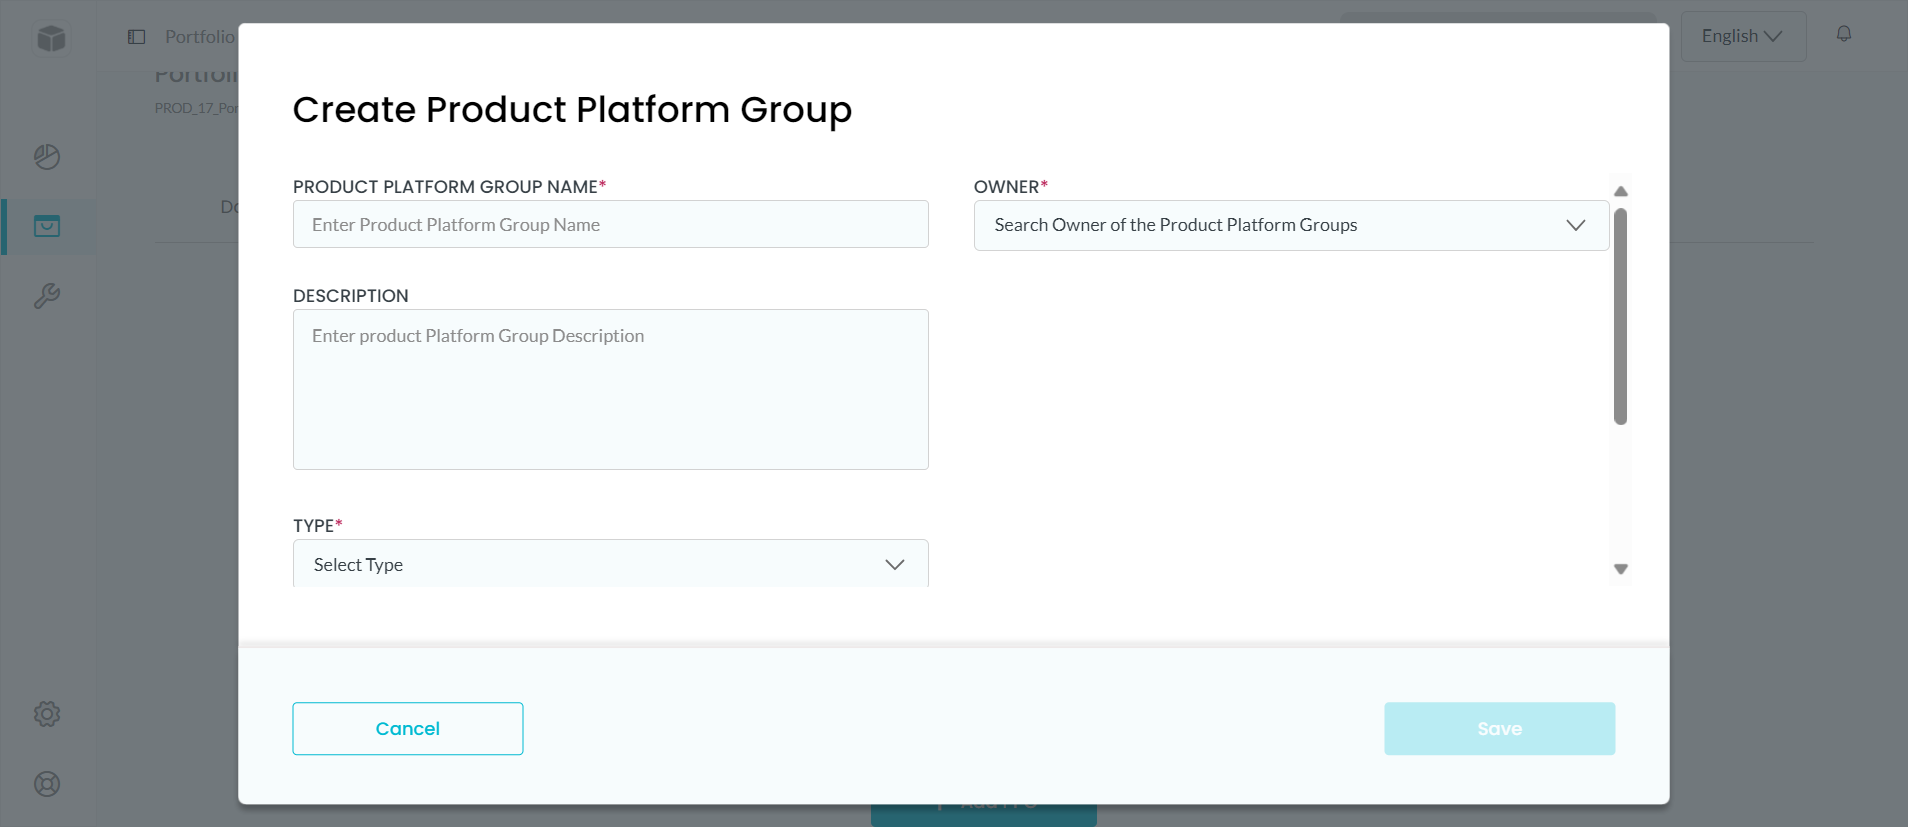 Portfolio
English
PROD_17_Por
Create Product Platform Group
PRODUCT PLATFORM GROUP NAME*
Enter Product Platform Group Name
OWNER*
Search Owner of the Product Platform Groups
DESCRIPTION
Enter product Platform Group Description
TYPE*
Select Type
Cancel
Save